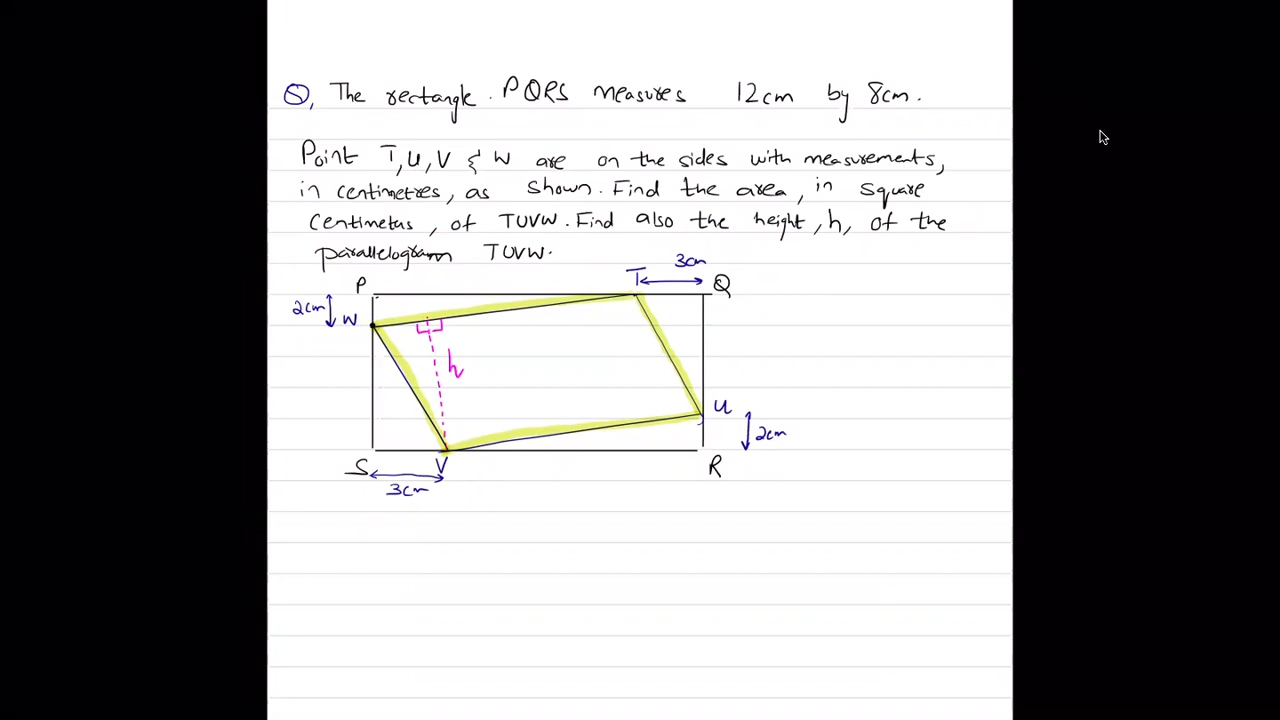 Q. The rectangle. PQRS measures 12cm by 8cm.
Point T, U, V & W are on the sides with measurements,
in centimetres, as shown. Find the area, in square
centimetes, of TUVW. Find also the height, h, of the
parallelogram TUVW.
3cm
P T Q
2cm W
h
U
2cm
S V R
3cm